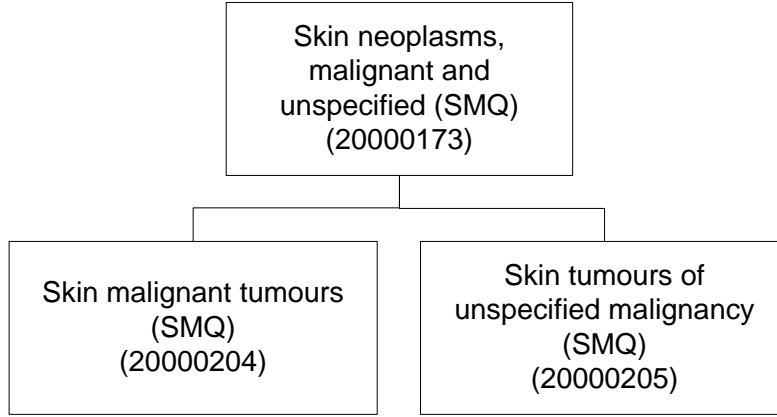 Skin neoplasms,
malignant and
unspecified (SMQ)
(20000173)
Skin malignant tumours
(SMQ)
(20000204)
Skin tumours of
unspecified malignancy
(SMQ)
(20000205)